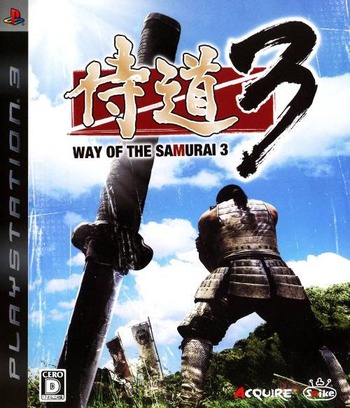 PLAYSTATION 3
侍道3
WAY OF THE SAMURAI 3
CERO
D
ACQUIRE
Spike